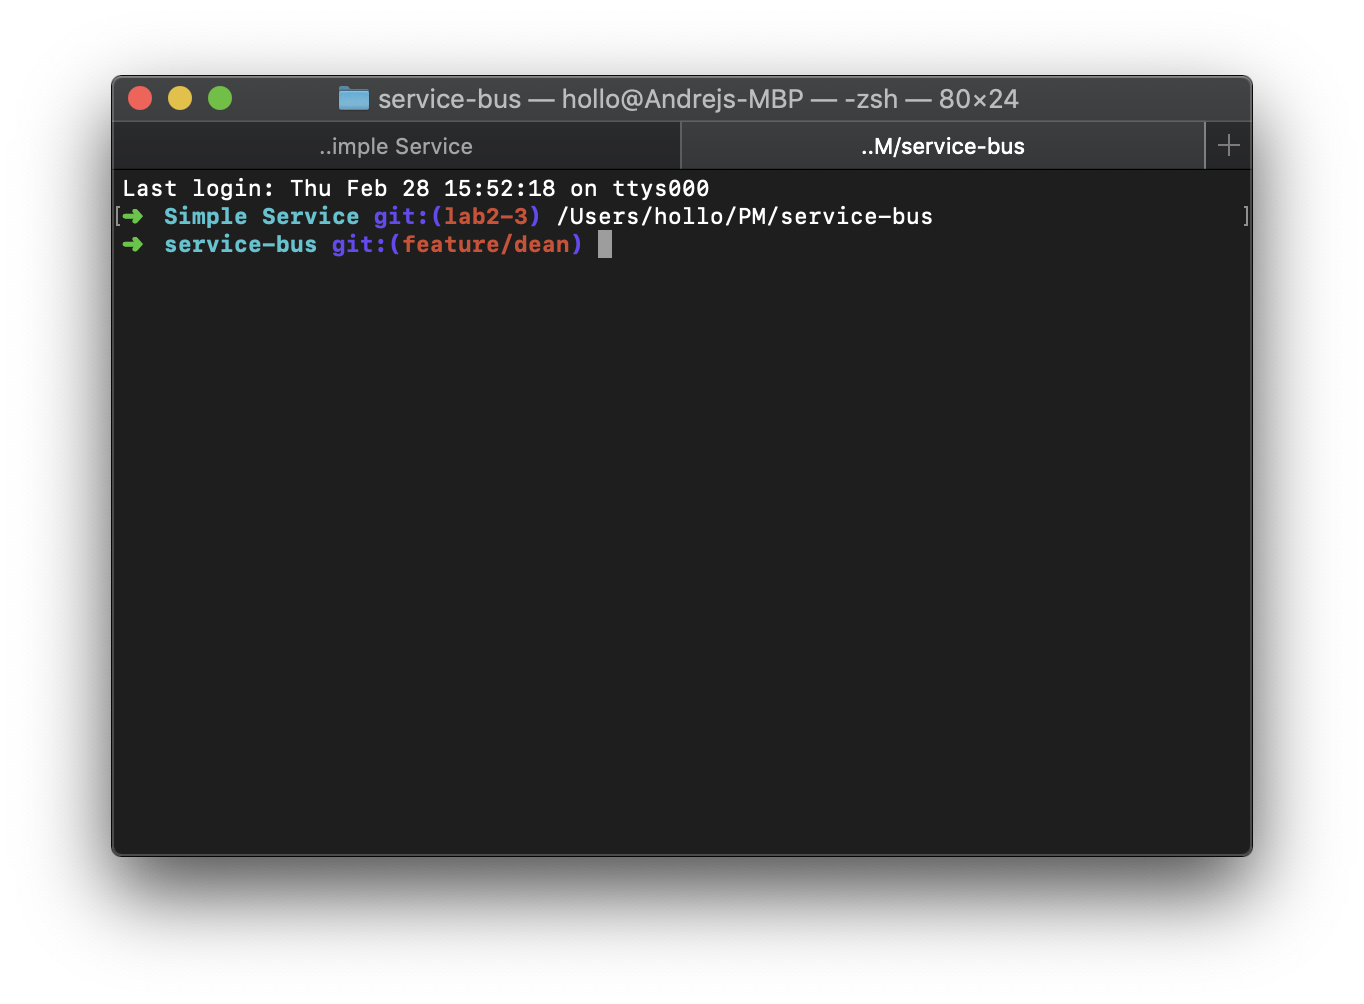 service-bus — hollo@Andrejs-MBP — -zsh — 80×24
..imple Service
..M/service-bus
Last login: Thu Feb 28 15:52:18 on ttys000
[➜ Simple Service git:(lab2-3) /Users/hollo/PM/service-bus ]
➜ service-bus git:(feature/dean)